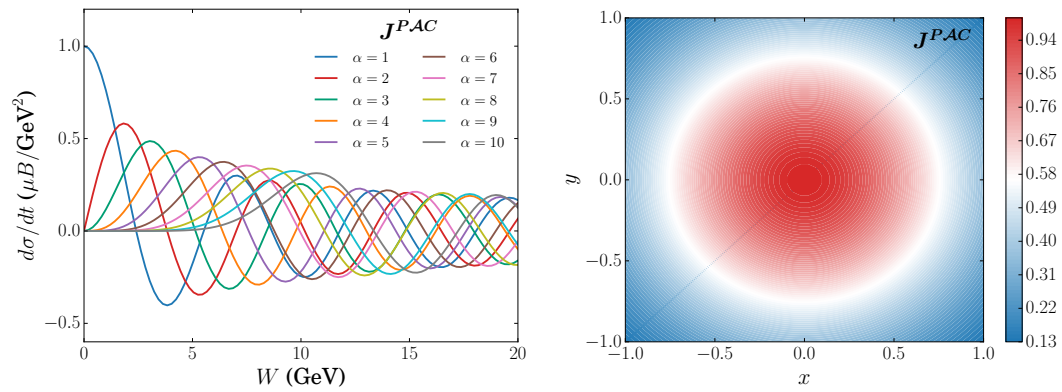 J^{PAC}
α = 1
α = 2
α = 3
α = 4
α = 5
α = 6
α = 7
α = 8
α = 9
α = 10
1.0
0.5
0.0
−0.5
dσ/dt (μB/GeV²)
0 5 10 15 20
W (GeV)
J^{PAC}
1.0
0.5
0.0
−0.5
−1.0
y
−1.0 −0.5 0.0 0.5 1.0
x
0.94
0.85
0.76
0.67
0.58
0.49
0.40
0.31
0.22
0.13